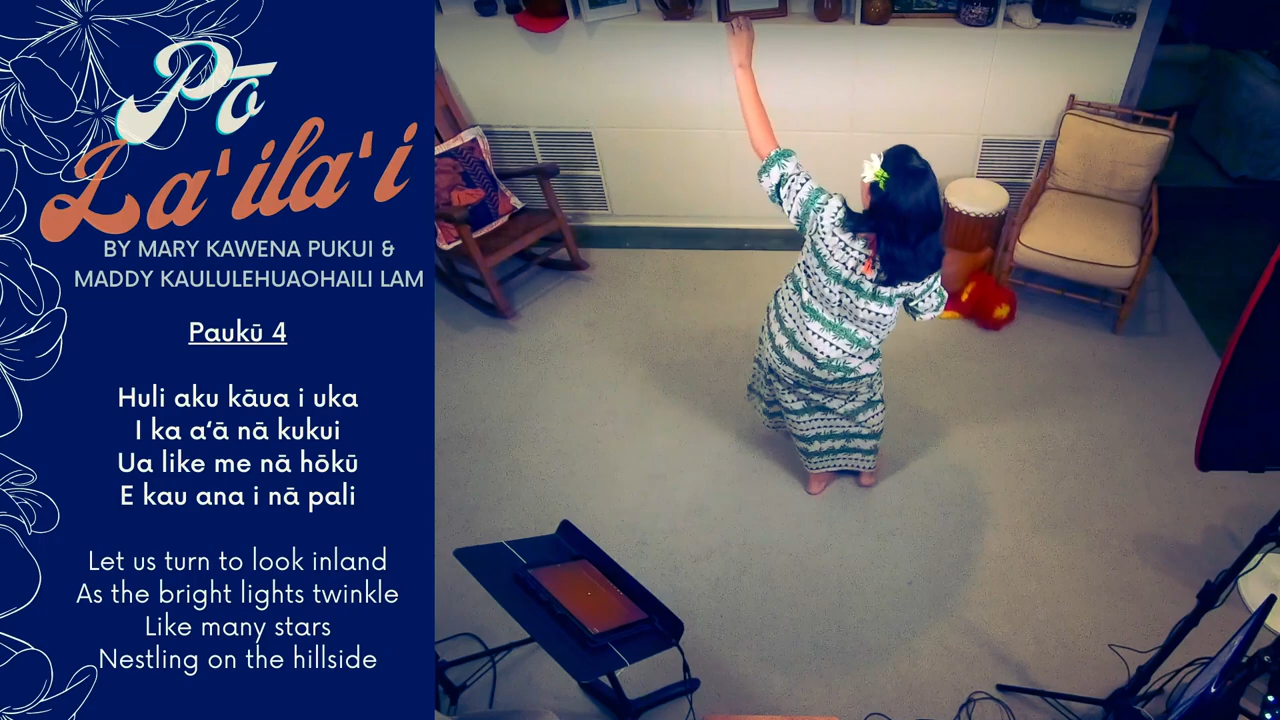 Pō
Laʻilaʻi
BY MARY KAWENA PUKUI &
MADDY KAULULEHUAOHAILI LAM
Paukū 4
Huli aku kāua i uka
I ka aʻā nā kukui
Ua like me nā hōkū
E kau ana i nā pali
Let us turn to look inland
As the bright lights twinkle
Like many stars
Nestling on the hillside